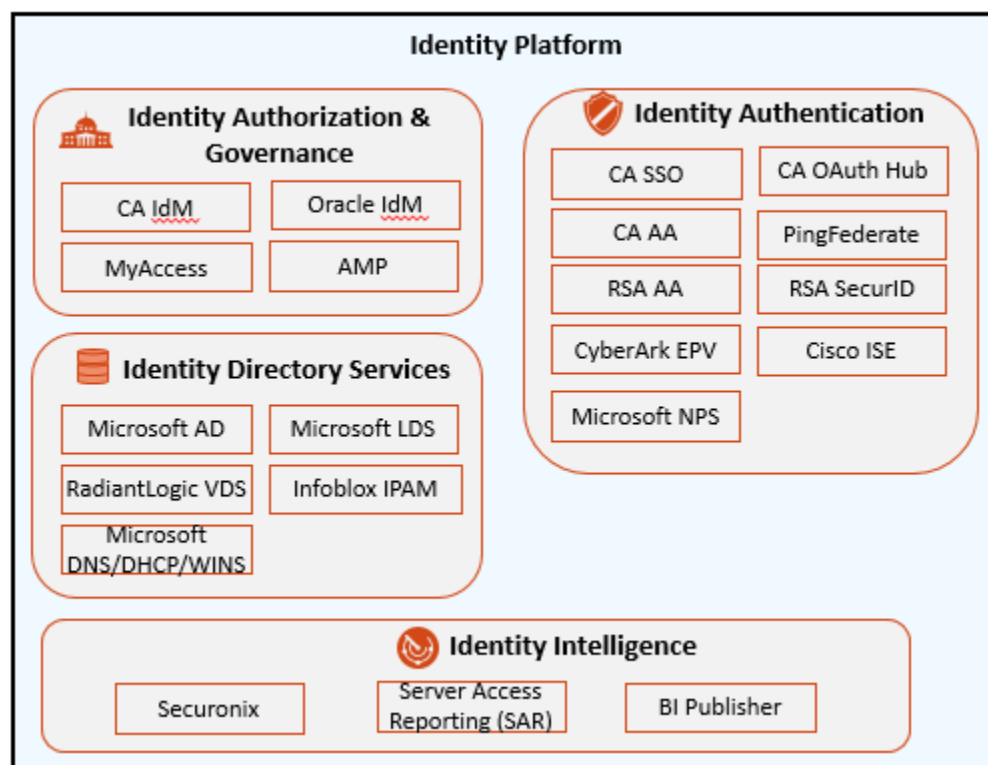 Identity Platform
Identity Authorization &
Governance
CA IdM
Oracle IdM
MyAccess
AMP
Identity Authentication
CA SSO
CA OAuth Hub
CA AA
PingFederate
RSA AA
RSA SecurID
CyberArk EPV
Cisco ISE
Microsoft NPS
Identity Directory Services
Microsoft AD
Microsoft LDS
RadiantLogic VDS
Infoblox IPAM
Microsoft
DNS/DHCP/WINS
Identity Intelligence
Securonix
Server Access
Reporting (SAR)
BI Publisher